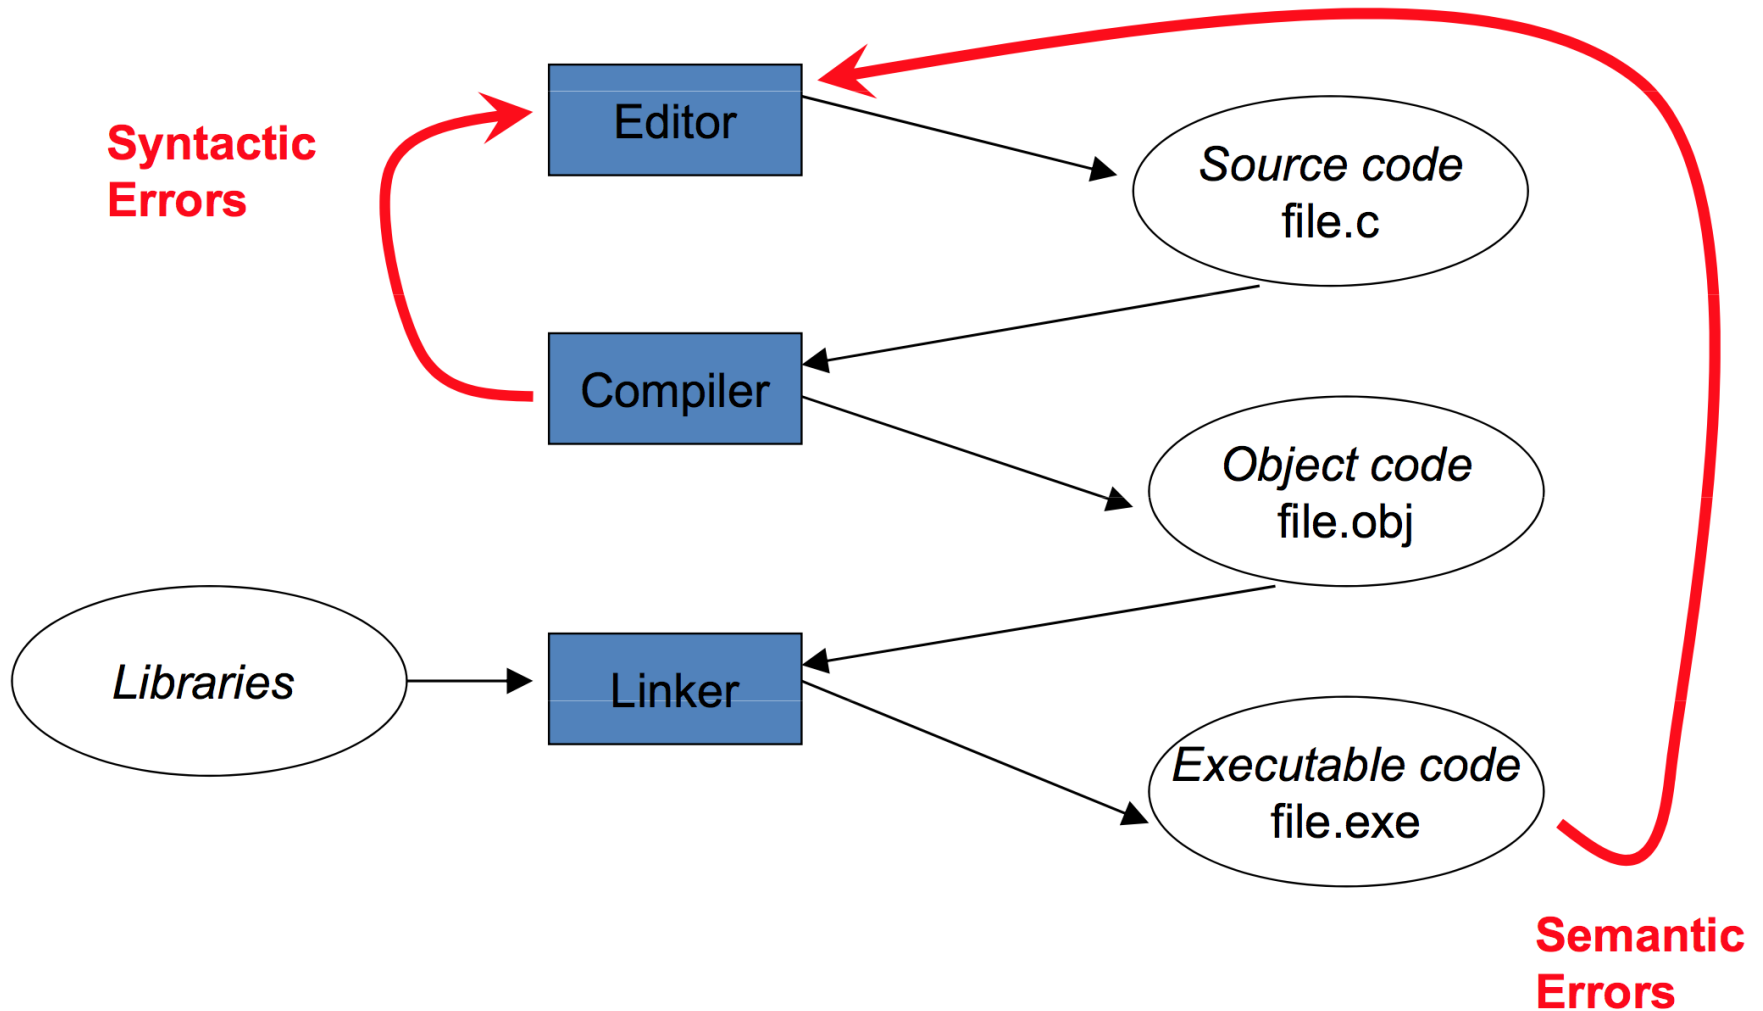 Editor
Syntactic
Errors
Source code
file.c
Compiler
Object code
file.obj
Libraries
Linker
Executable code
file.exe
Semantic
Errors